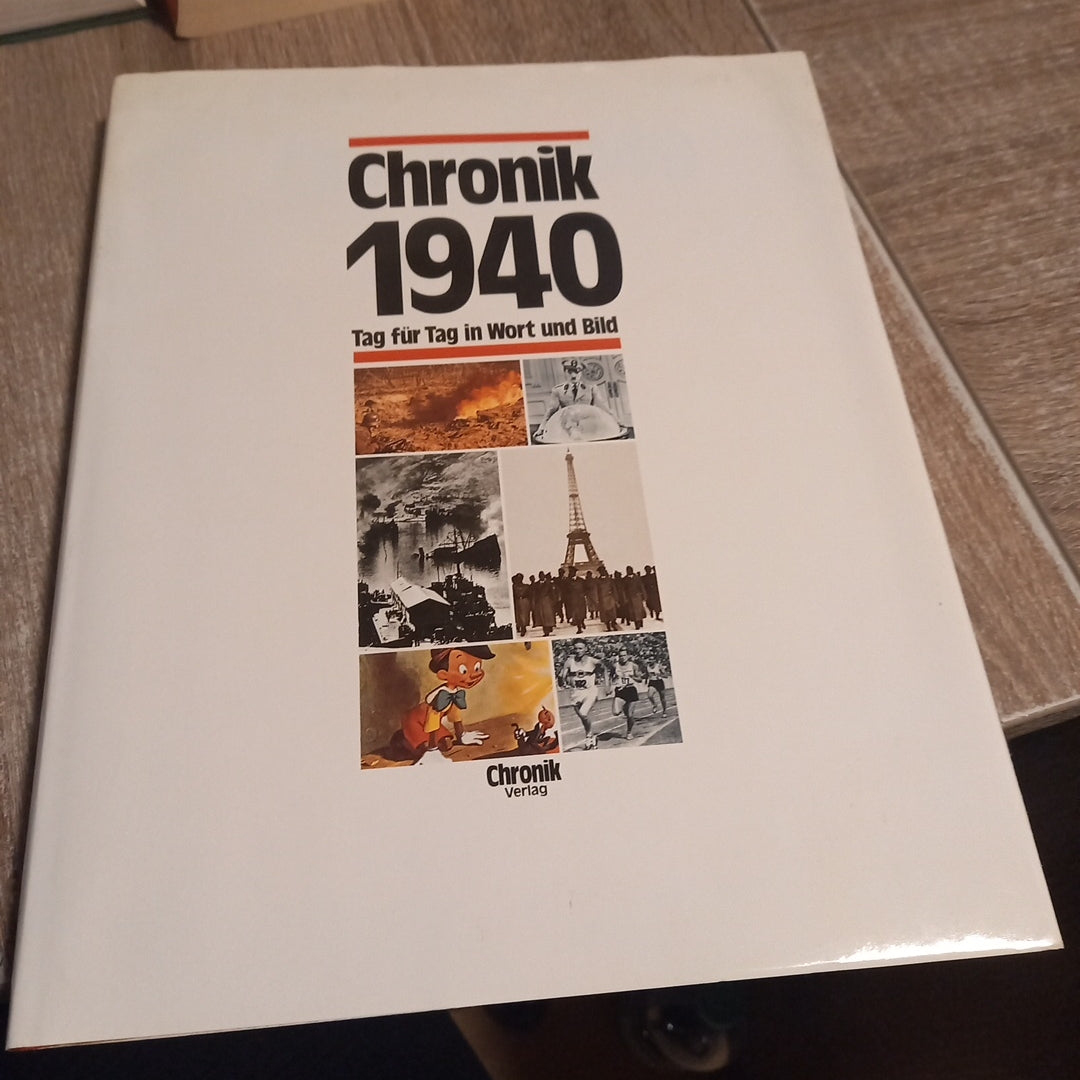 Chronik
1940
Tag für Tag in Wort und Bild
Chronik
Verlag